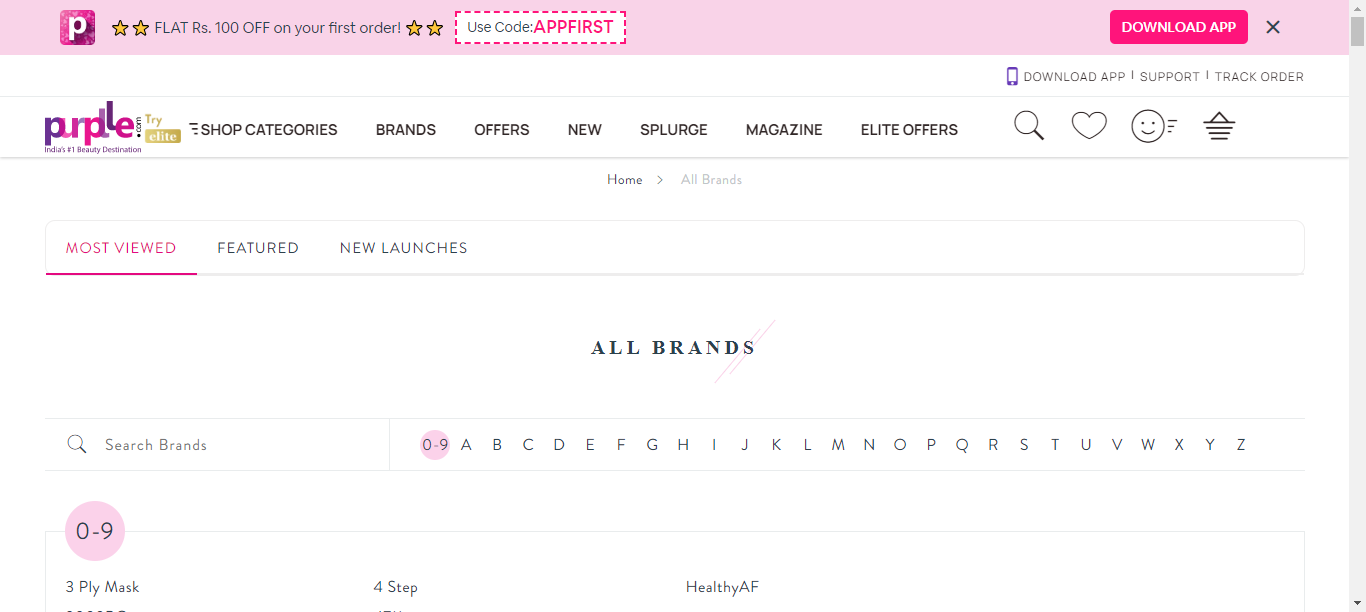 FLAT Rs. 100 OFF on your first order!
Use Code:APPFIRST
DOWNLOAD APP
DOWNLOAD APP | SUPPORT | TRACK ORDER
purplle.com
India's #1 Beauty Destination
Try
elite
SHOP CATEGORIES
BRANDS
OFFERS
NEW
SPLURGE
MAGAZINE
ELITE OFFERS
Home > All Brands
MOST VIEWED
FEATURED
NEW LAUNCHES
ALL BRANDS
Search Brands
0-9 A B C D E F G H I J K L M N O P Q R S T U V W X Y Z
0-9
3 Ply Mask
4 Step
HealthyAF